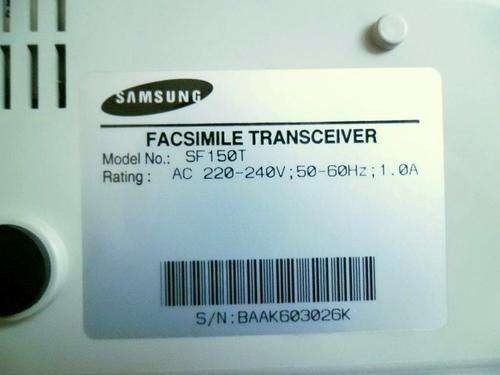 SAMSUNG
FACSIMILE TRANSCEIVER
Model No.: SF150T
Rating : AC 220-240V;50-60Hz;1.0A
S/N:BAAK603026K